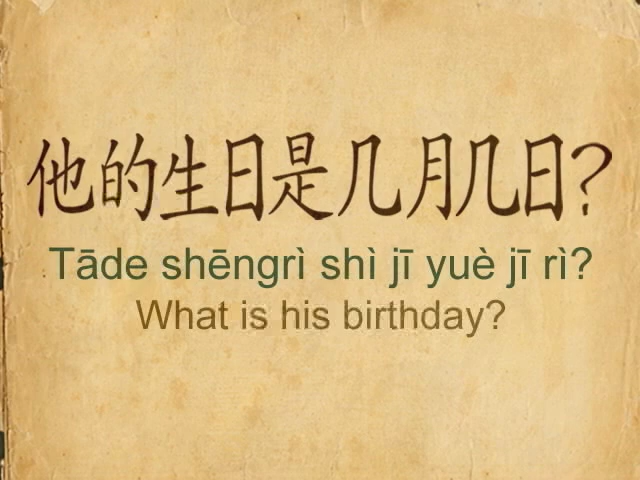 他的生日是几月几日?
Tāde shēngrì shì jī yuè jī rì?
What is his birthday?